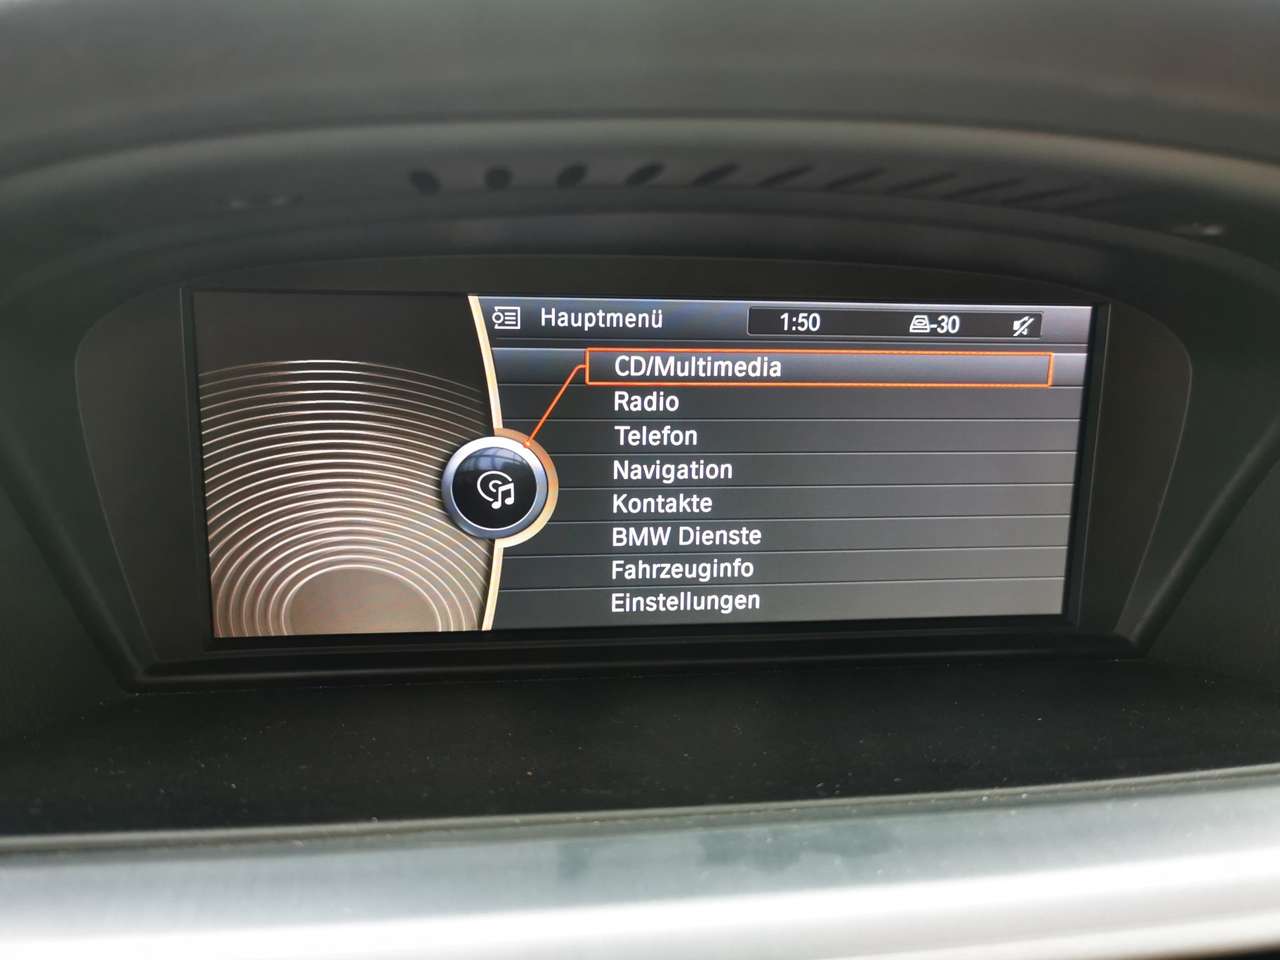 Hauptmenü 1:50 -30
CD/Multimedia
Radio
Telefon
Navigation
Kontakte
BMW Dienste
Fahrzeuginfo
Einstellungen